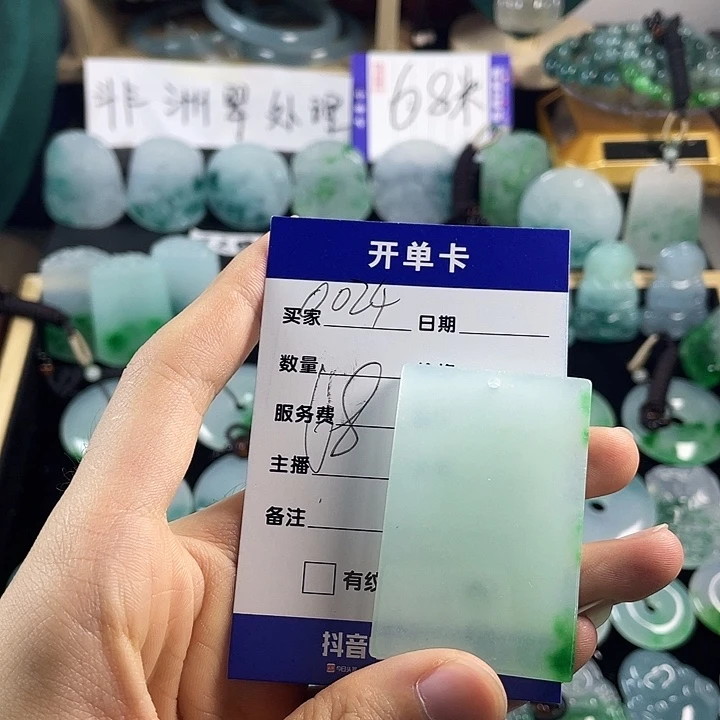 非洲翠处理
68米
开单卡
买家 0024 日期
数量
服务费 18
主播
备注
有纹
抖音